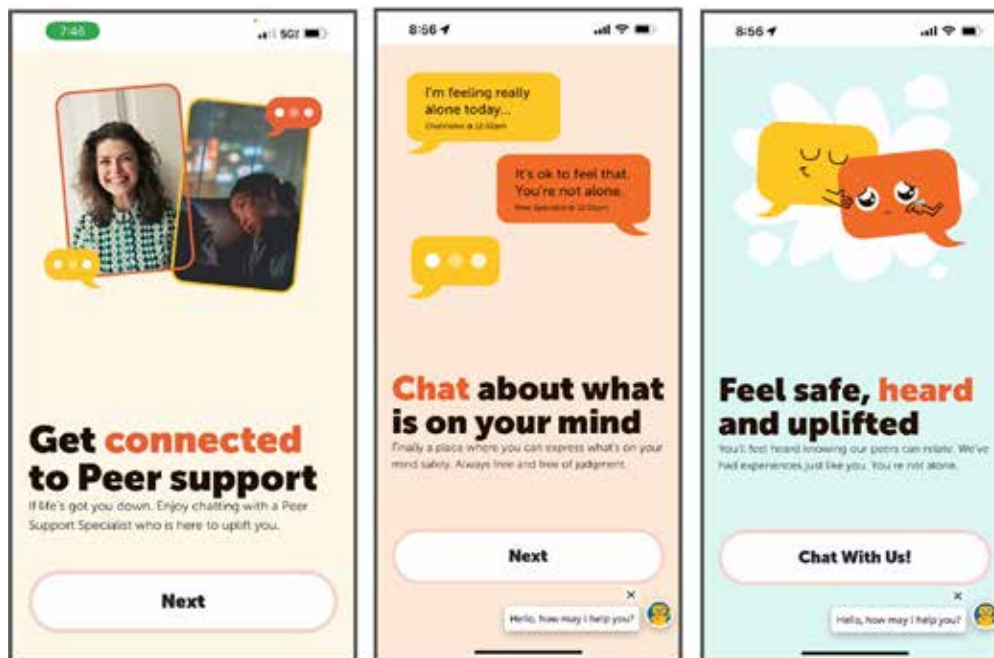 7:46
5G
Get connected
to Peer support
If life's got you down. Enjoy chatting with a Peer
Support Specialist who is here to uplift you.
Next
8:56
I'm feeling really
alone today...
It's ok to feel that.
You're not alone.
Peer Specialist @ 12:02pm
Chat about what
is on your mind
Finally a place where you can express what's on your
mind safely. Always free and free of judgment.
Next
Hello, how may I help you?
8:56
Feel safe, heard
and uplifted
You'll feel heard knowing our peers can relate. We've
had experiences just like you. You're not alone.
Chat With Us!
Hello, how may I help you?